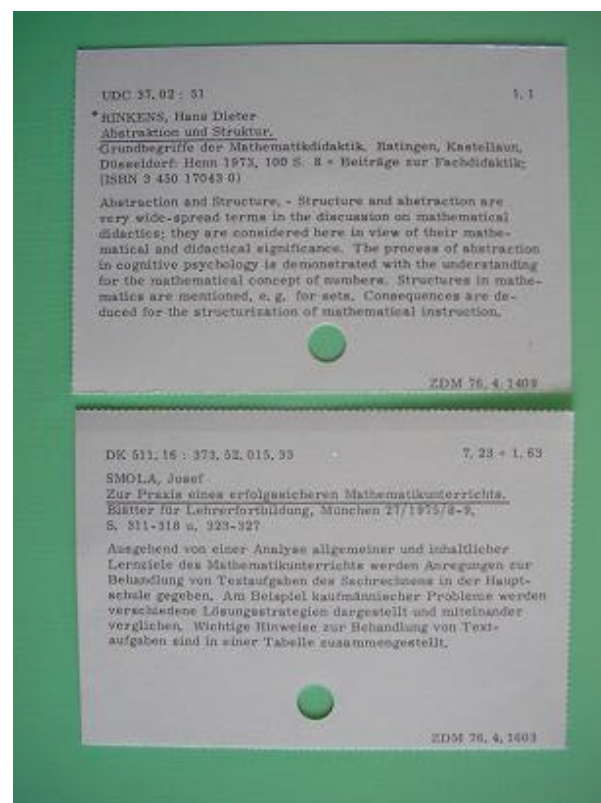 UDC 37.02 : 51 1.1
*RINKENS, Hans Dieter
Abstraktion und Struktur.
Grundbegriffe der Mathematikdidaktik. Ratingen, Kastellaun,
Düsseldorf: Henn 1973, 100 S. 8 = Beiträge zur Fachdidaktik;
(ISBN 3 450 17043 0)
Abstraction and Structure. - Structure and abstraction are
very wide-spread terms in the discussion on mathematical
didactics; they are considered here in view of their mathe-
matical and didactical significance. The process of abstraction
in cognitive psychology is demonstrated with the understanding
for the mathematical concept of numbers. Structures in mathe-
matics are mentioned, e.g. for sets. Consequences are de-
duced for the structurization of mathematical instruction.
ZDM 76.4.1409
DK 511.16 : 373.52.015.33 7.23 + 1.63
SMOLA, Josef
Zur Praxis eines erfolgssicheren Mathematikunterrichts.
Blätter für Lehrerfortbildung, München 27/1975/8-9,
S. 311-318 u. 323-327
Ausgehend von einer Analyse allgemeiner und inhaltlicher
Lernziele des Mathematikunterrichts werden Anregungen zur
Behandlung von Textaufgaben des Sachrechnens in der Haupt-
schule gegeben. Am Beispiel kaufmännischer Probleme werden
verschiedene Lösungsstrategien dargestellt und miteinander
verglichen. Wichtige Hinweise zur Behandlung von Text-
aufgaben sind in einer Tabelle zusammengestellt.
ZDM 76.4.1603